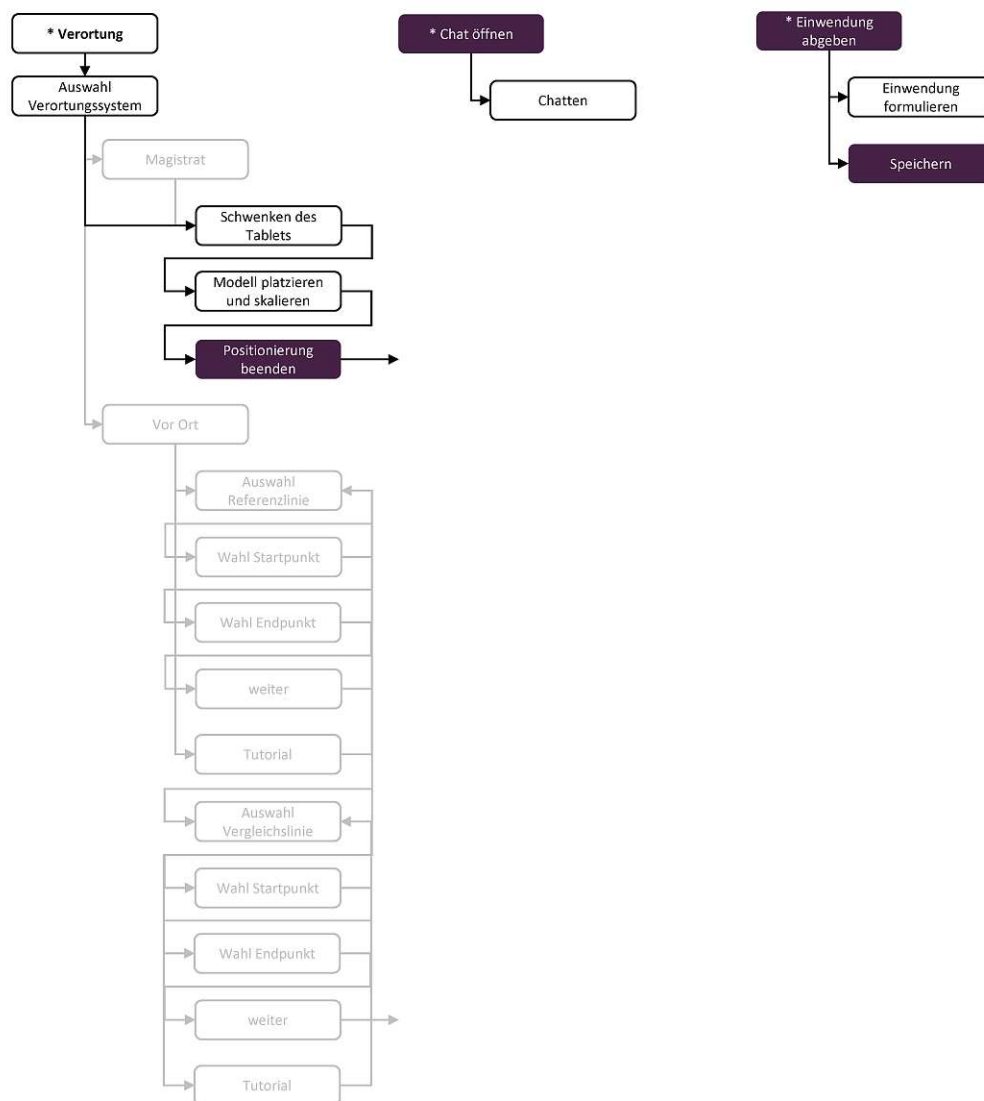 * Verortung
Auswahl
Verortungssystem
Magistrat
Schwenken des
Tablets
Modell platzieren
und skalieren
Positionierung
beenden
Vor Ort
Auswahl
Referenzlinie
Wahl Startpunkt
Wahl Endpunkt
weiter
Tutorial
Auswahl
Vergleichslinie
Wahl Startpunkt
Wahl Endpunkt
weiter
Tutorial
* Chat öffnen
Chatten
* Einwendung
abgeben
Einwendung
formulieren
Speichern